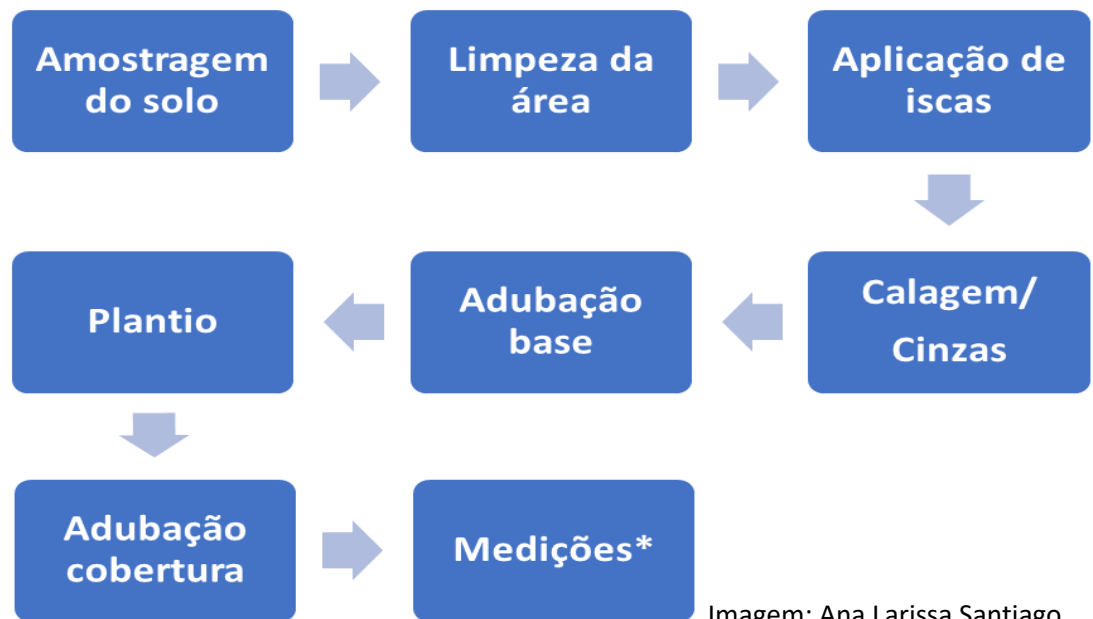 Amostragem
do solo
Limpeza da
área
Aplicação de
iscas
Calagem/
Cinzas
Adubação
base
Plantio
Adubação
cobertura
Medições*
Imagem: Ana Larissa Santiago